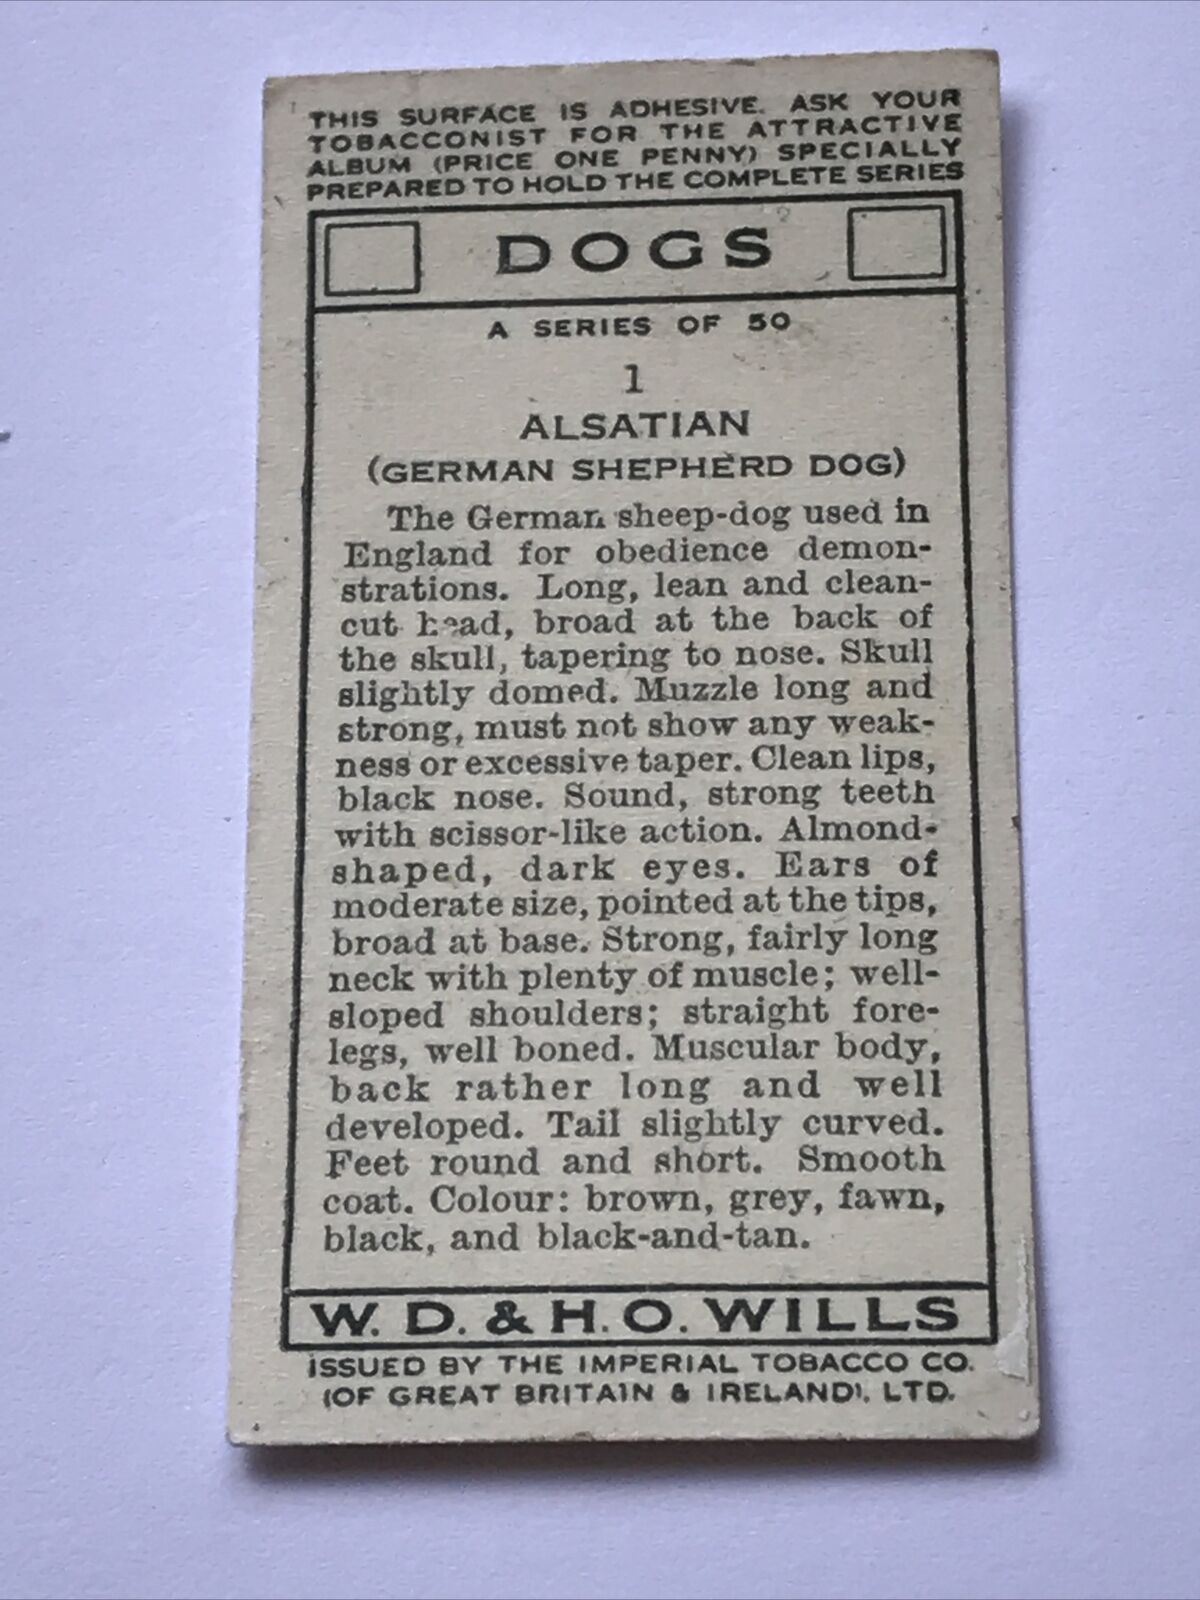 THIS SURFACE IS ADHESIVE. ASK YOUR
TOBACCONIST FOR THE ATTRACTIVE
ALBUM (PRICE ONE PENNY) SPECIALLY
PREPARED TO HOLD THE COMPLETE SERIES
DOGS
A SERIES OF 50
1
ALSATIAN
(GERMAN SHEPHERD DOG)
The German sheep-dog used in
England for obedience demon-
strations. Long, lean and clean-
cut head, broad at the back of
the skull, tapering to nose. Skull
slightly domed. Muzzle long and
strong, must not show any weak-
ness or excessive taper. Clean lips,
black nose. Sound, strong teeth
with scissor-like action. Almond-
shaped, dark eyes. Ears of
moderate size, pointed at the tips,
broad at base. Strong, fairly long
neck with plenty of muscle; well-
sloped shoulders; straight fore-
legs, well boned. Muscular body,
back rather long and well
developed. Tail slightly curved.
Feet round and short. Smooth
coat. Colour: brown, grey, fawn,
black, and black-and-tan.
W. D. & H. O. WILLS
ISSUED BY THE IMPERIAL TOBACCO CO.
(OF GREAT BRITAIN & IRELAND), LTD.